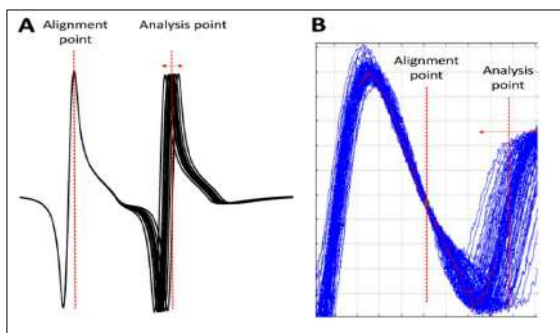 A
Alignment
point
Analysis point
B
Alignment
point
Analysis
point